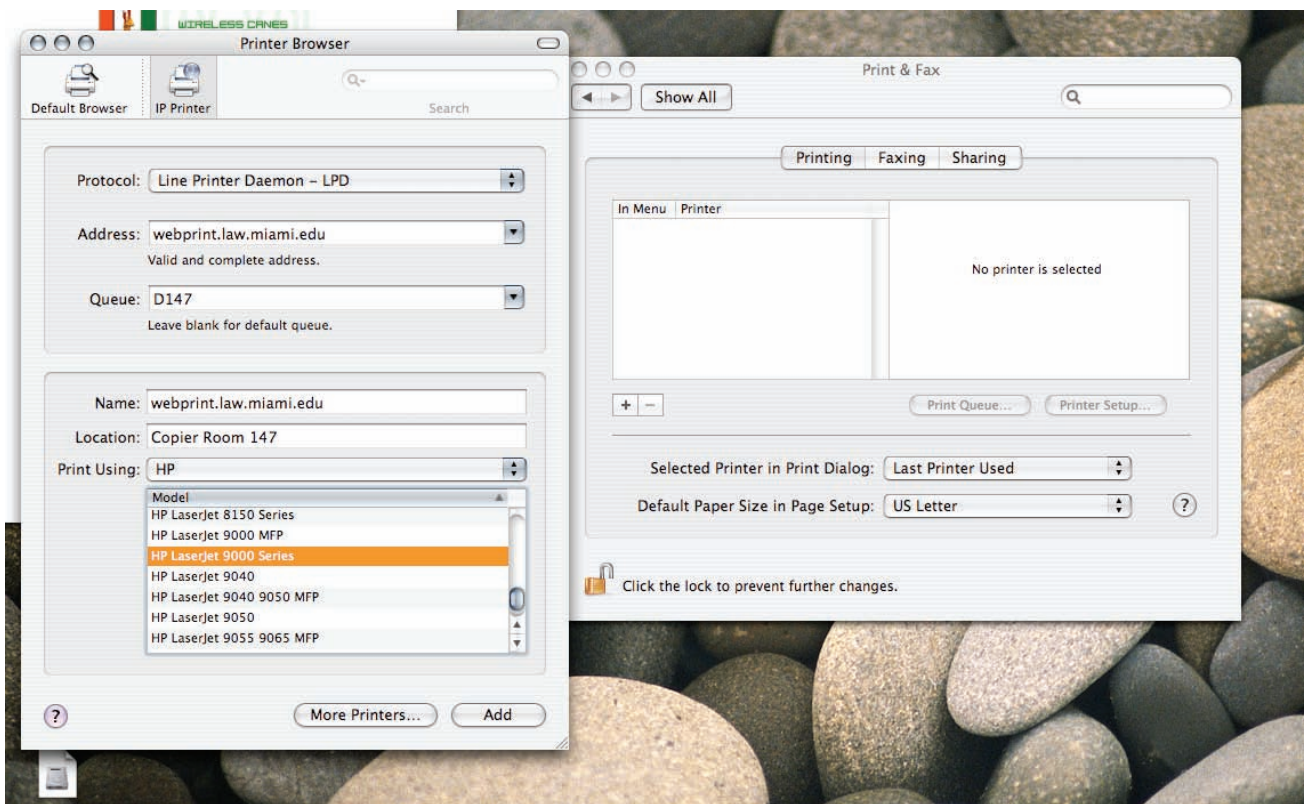 WIRELESS CANES
Printer Browser
Default Browser
IP Printer
Search
Protocol: Line Printer Daemon – LPD
Address: webprint.law.miami.edu
Valid and complete address.
Queue: D147
Leave blank for default queue.
Name: webprint.law.miami.edu
Location: Copier Room 147
Print Using: HP
Model
HP LaserJet 8150 Series
HP LaserJet 9000 MFP
HP LaserJet 9000 Series
HP LaserJet 9040
HP LaserJet 9040 9050 MFP
HP LaserJet 9050
HP LaserJet 9055 9065 MFP
? More Printers... Add
Print & Fax
Show All
Printing Faxing Sharing
In Menu Printer
No printer is selected
+ −
Print Queue... Printer Setup...
Selected Printer in Print Dialog: Last Printer Used
Default Paper Size in Page Setup: US Letter ?
Click the lock to prevent further changes.